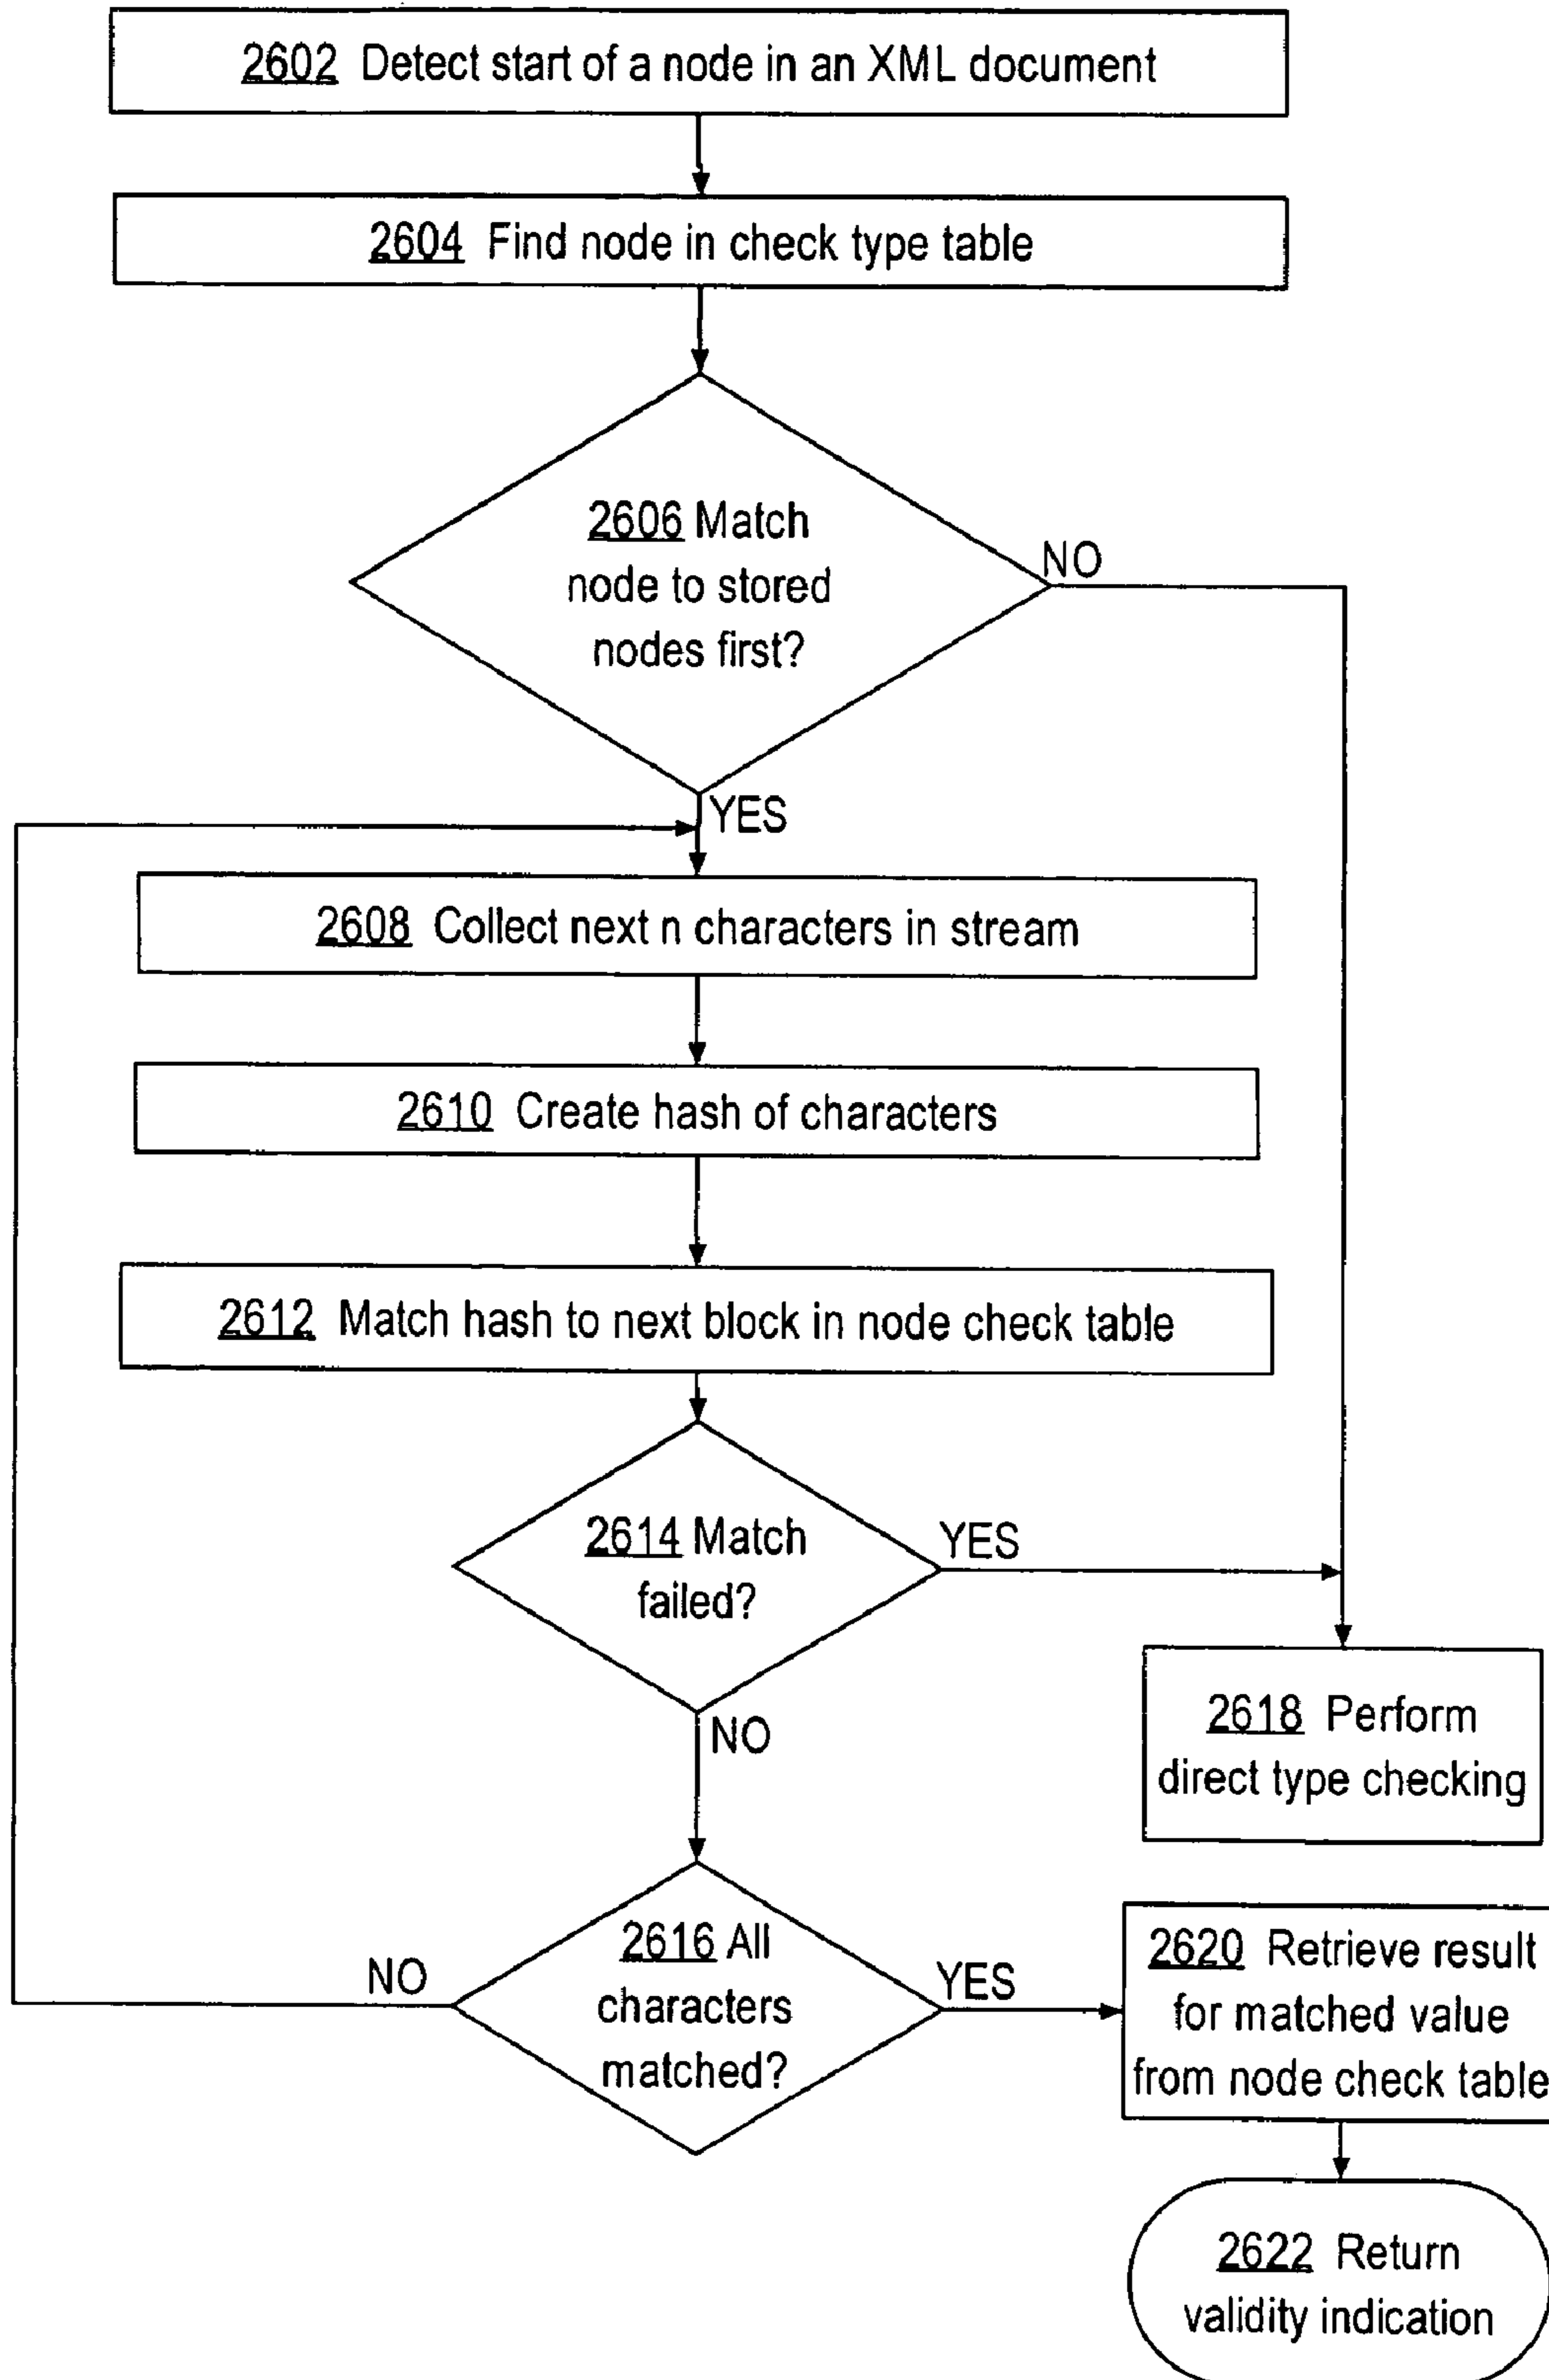 2602 Detect start of a node in an XML document
2604 Find node in check type table
2606 Match
node to stored
nodes first?
NO
YES
2608 Collect next n characters in stream
2610 Create hash of characters
2612 Match hash to next block in node check table
2614 Match
failed?
YES
NO
2618 Perform
direct type checking
2616 All
characters
matched?
NO
YES
2620 Retrieve result
for matched value
from node check table
2622 Return
validity indication